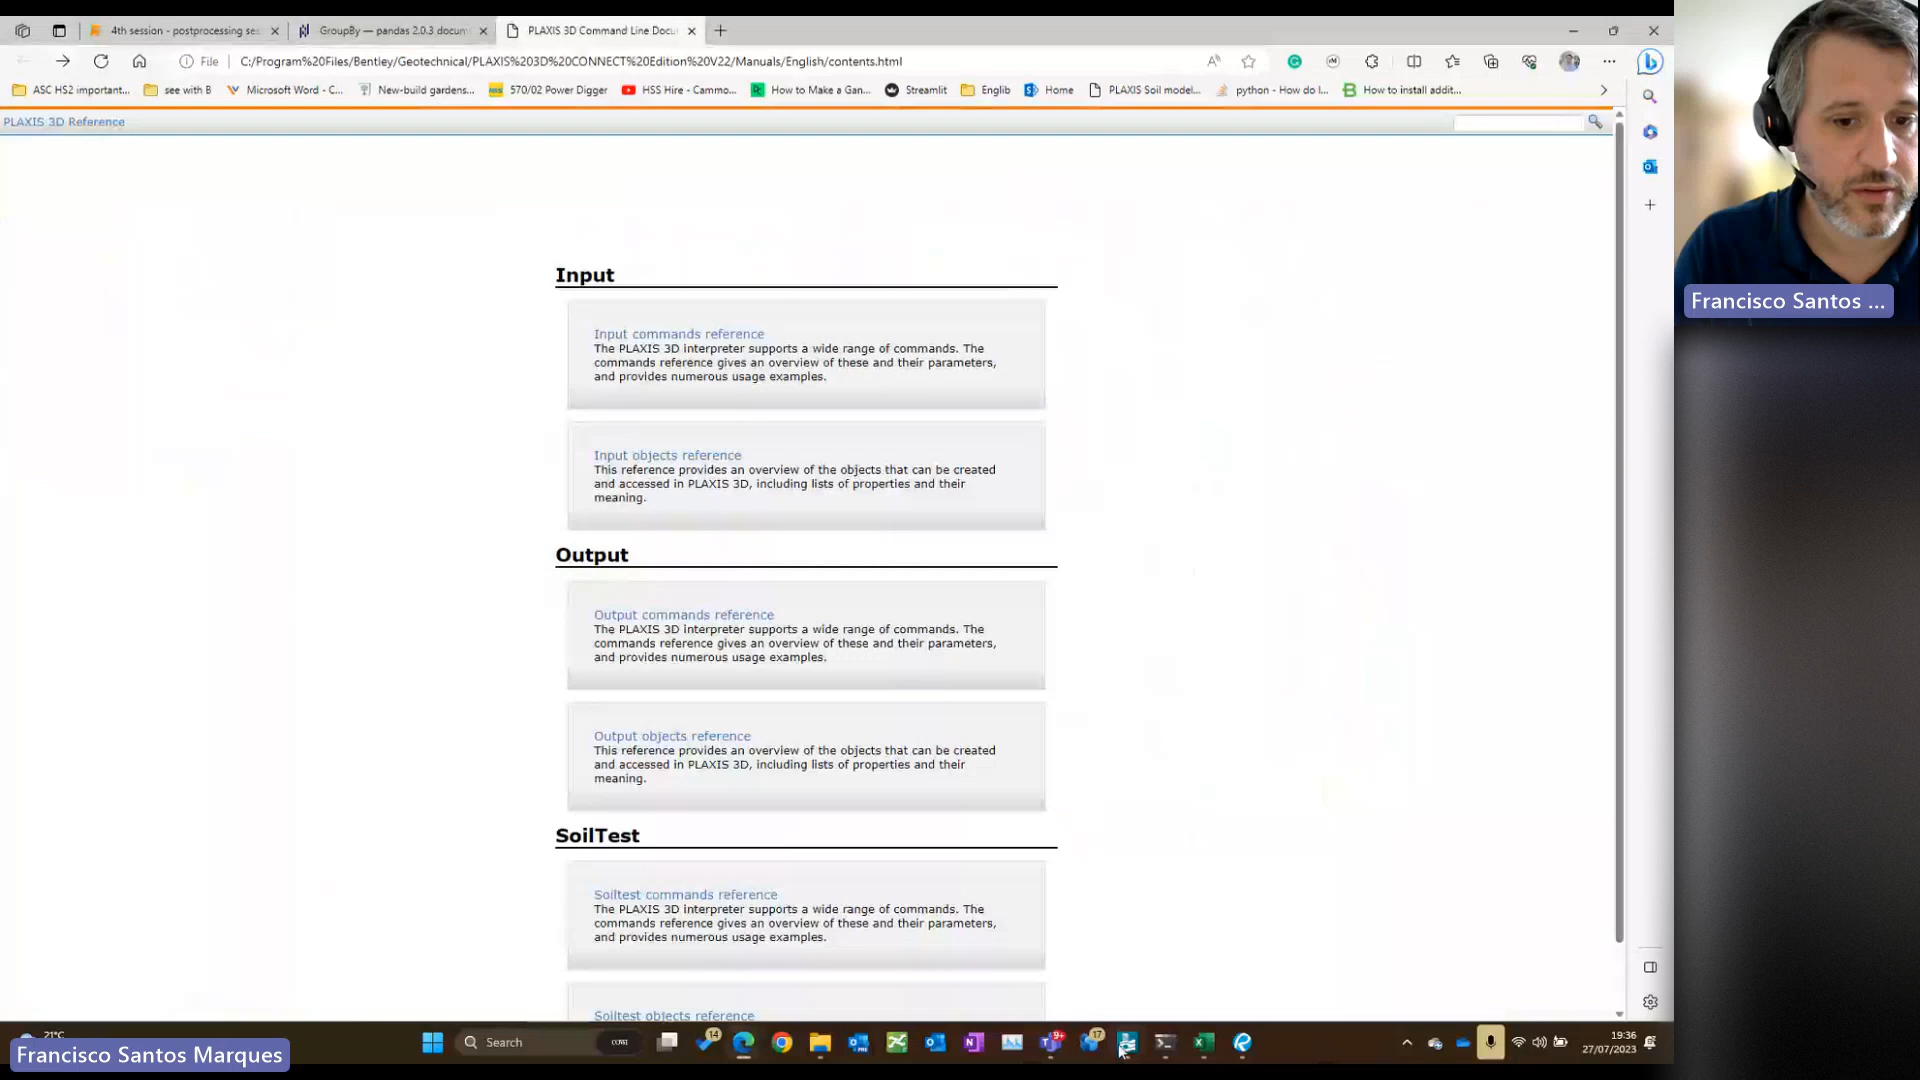 4th session - postprocessing se
GroupBy — pandas 2.0.3 docum
PLAXIS 3D Command Line Docu
File
C:/Program%20Files/Bentley/Geotechnical/PLAXIS%203D%20CONNECT%20Edition%20V22/Manuals/English/contents.html
ASC HS2 important...
see with B
Microsoft Word - C...
New-build gardens...
570/02 Power Digger
HSS Hire - Cammo...
How to Make a Gan...
Streamlit
Englib
Home
PLAXIS Soil model...
python - How do I...
How to install addit...
PLAXIS 3D Reference
Input
Input commands reference
The PLAXIS 3D interpreter supports a wide range of commands. The
commands reference gives an overview of these and their parameters,
and provides numerous usage examples.
Input objects reference
This reference provides an overview of the objects that can be created
and accessed in PLAXIS 3D, including lists of properties and their
meaning.
Output
Output commands reference
The PLAXIS 3D interpreter supports a wide range of commands. The
commands reference gives an overview of these and their parameters,
and provides numerous usage examples.
Output objects reference
This reference provides an overview of the objects that can be created
and accessed in PLAXIS 3D, including lists of properties and their
meaning.
SoilTest
Soiltest commands reference
The PLAXIS 3D interpreter supports a wide range of commands. The
commands reference gives an overview of these and their parameters,
and provides numerous usage examples.
Soiltest objects reference
Francisco Santos ...
21°C
Search
COWI
14
9+
17
19:36
27/07/2023
Francisco Santos Marques